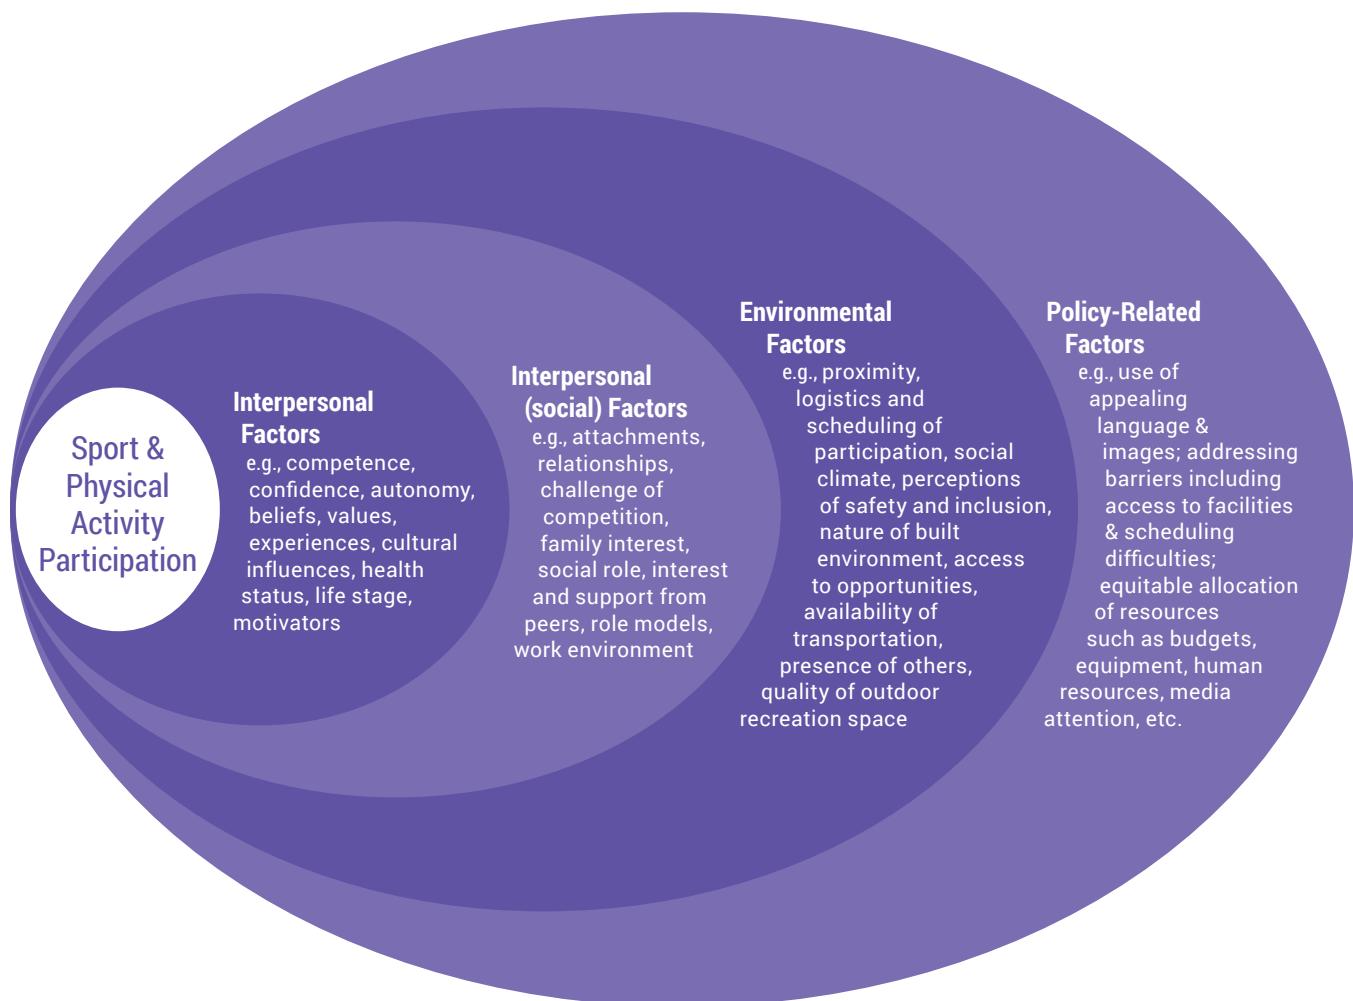 Sport &
Physical
Activity
Participation
Interpersonal
Factors
e.g., competence,
confidence, autonomy,
beliefs, values,
experiences, cultural
influences, health
status, life stage,
motivators
Interpersonal
(social) Factors
e.g., attachments,
relationships,
challenge of
competition,
family interest,
social role, interest
and support from
peers, role models,
work environment
Environmental
Factors
e.g., proximity,
logistics and
scheduling of
participation, social
climate, perceptions
of safety and inclusion,
nature of built
environment, access
to opportunities,
availability of
transportation,
presence of others,
quality of outdoor
recreation space
Policy-Related
Factors
e.g., use of
appealing
language &
images; addressing
barriers including
access to facilities
& scheduling
difficulties;
equitable allocation
of resources
such as budgets,
equipment, human
resources, media
attention, etc.